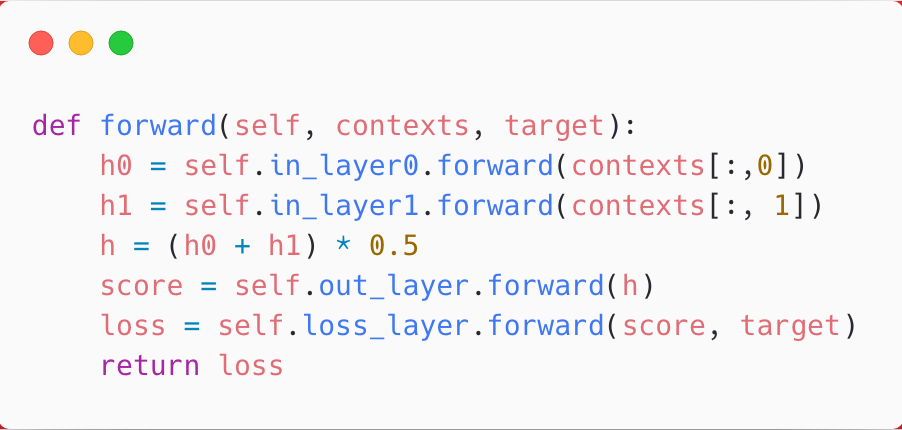 def forward(self, contexts, target):
    h0 = self.in_layer0.forward(contexts[:,0])
    h1 = self.in_layer1.forward(contexts[:, 1])
    h = (h0 + h1) * 0.5
    score = self.out_layer.forward(h)
    loss = self.loss_layer.forward(score, target)
    return loss